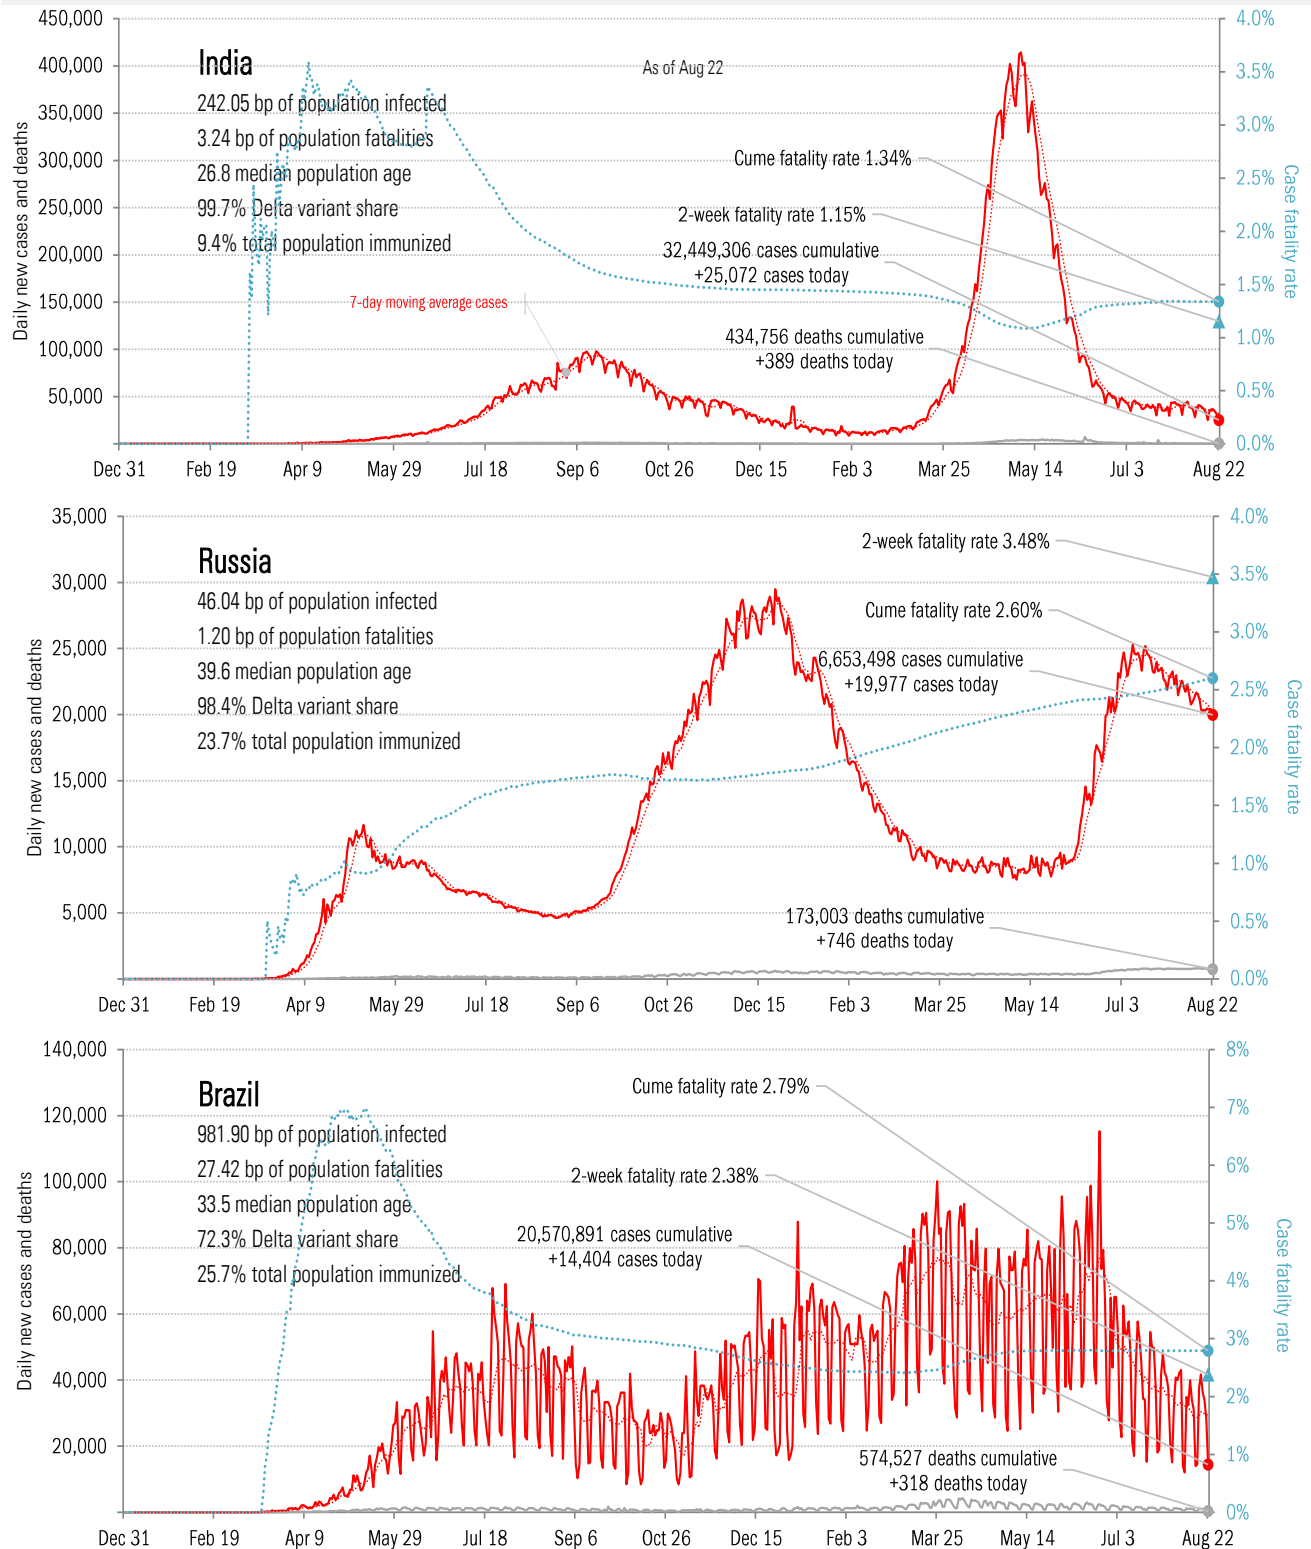 450,000
400,000
350,000
300,000
250,000
200,000
150,000
100,000
50,000
Daily new cases and deaths
India
242.05 bp of population infected
3.24 bp of population fatalities
26.8 median population age
99.7% Delta variant share
9.4% total population immunized
As of Aug 22
Cume fatality rate 1.34%
2-week fatality rate 1.15%
32,449,306 cases cumulative
+25,072 cases today
7-day moving average cases
434,756 deaths cumulative
+389 deaths today
4.0%
3.5%
3.0%
2.5%
2.0%
1.5%
1.0%
0.5%
0.0%
Case fatality rate
Dec 31 Feb 19 Apr 9 May 29 Jul 18 Sep 6 Oct 26 Dec 15 Feb 3 Mar 25 May 14 Jul 3 Aug 22
35,000
30,000
25,000
20,000
15,000
10,000
5,000
Daily new cases and deaths
Russia
46.04 bp of population infected
1.20 bp of population fatalities
39.6 median population age
98.4% Delta variant share
23.7% total population immunized
2-week fatality rate 3.48%
Cume fatality rate 2.60%
6,653,498 cases cumulative
+19,977 cases today
173,003 deaths cumulative
+746 deaths today
4.0%
3.5%
3.0%
2.5%
2.0%
1.5%
1.0%
0.5%
0.0%
Case fatality rate
Dec 31 Feb 19 Apr 9 May 29 Jul 18 Sep 6 Oct 26 Dec 15 Feb 3 Mar 25 May 14 Jul 3 Aug 22
140,000
120,000
100,000
80,000
60,000
40,000
20,000
Daily new cases and deaths
Brazil
981.90 bp of population infected
27.42 bp of population fatalities
33.5 median population age
72.3% Delta variant share
25.7% total population immunized
Cume fatality rate 2.79%
2-week fatality rate 2.38%
20,570,891 cases cumulative
+14,404 cases today
574,527 deaths cumulative
+318 deaths today
8%
7%
6%
5%
4%
3%
2%
1%
0%
Case fatality rate
Dec 31 Feb 19 Apr 9 May 29 Jul 18 Sep 6 Oct 26 Dec 15 Feb 3 Mar 25 May 14 Jul 3 Aug 22